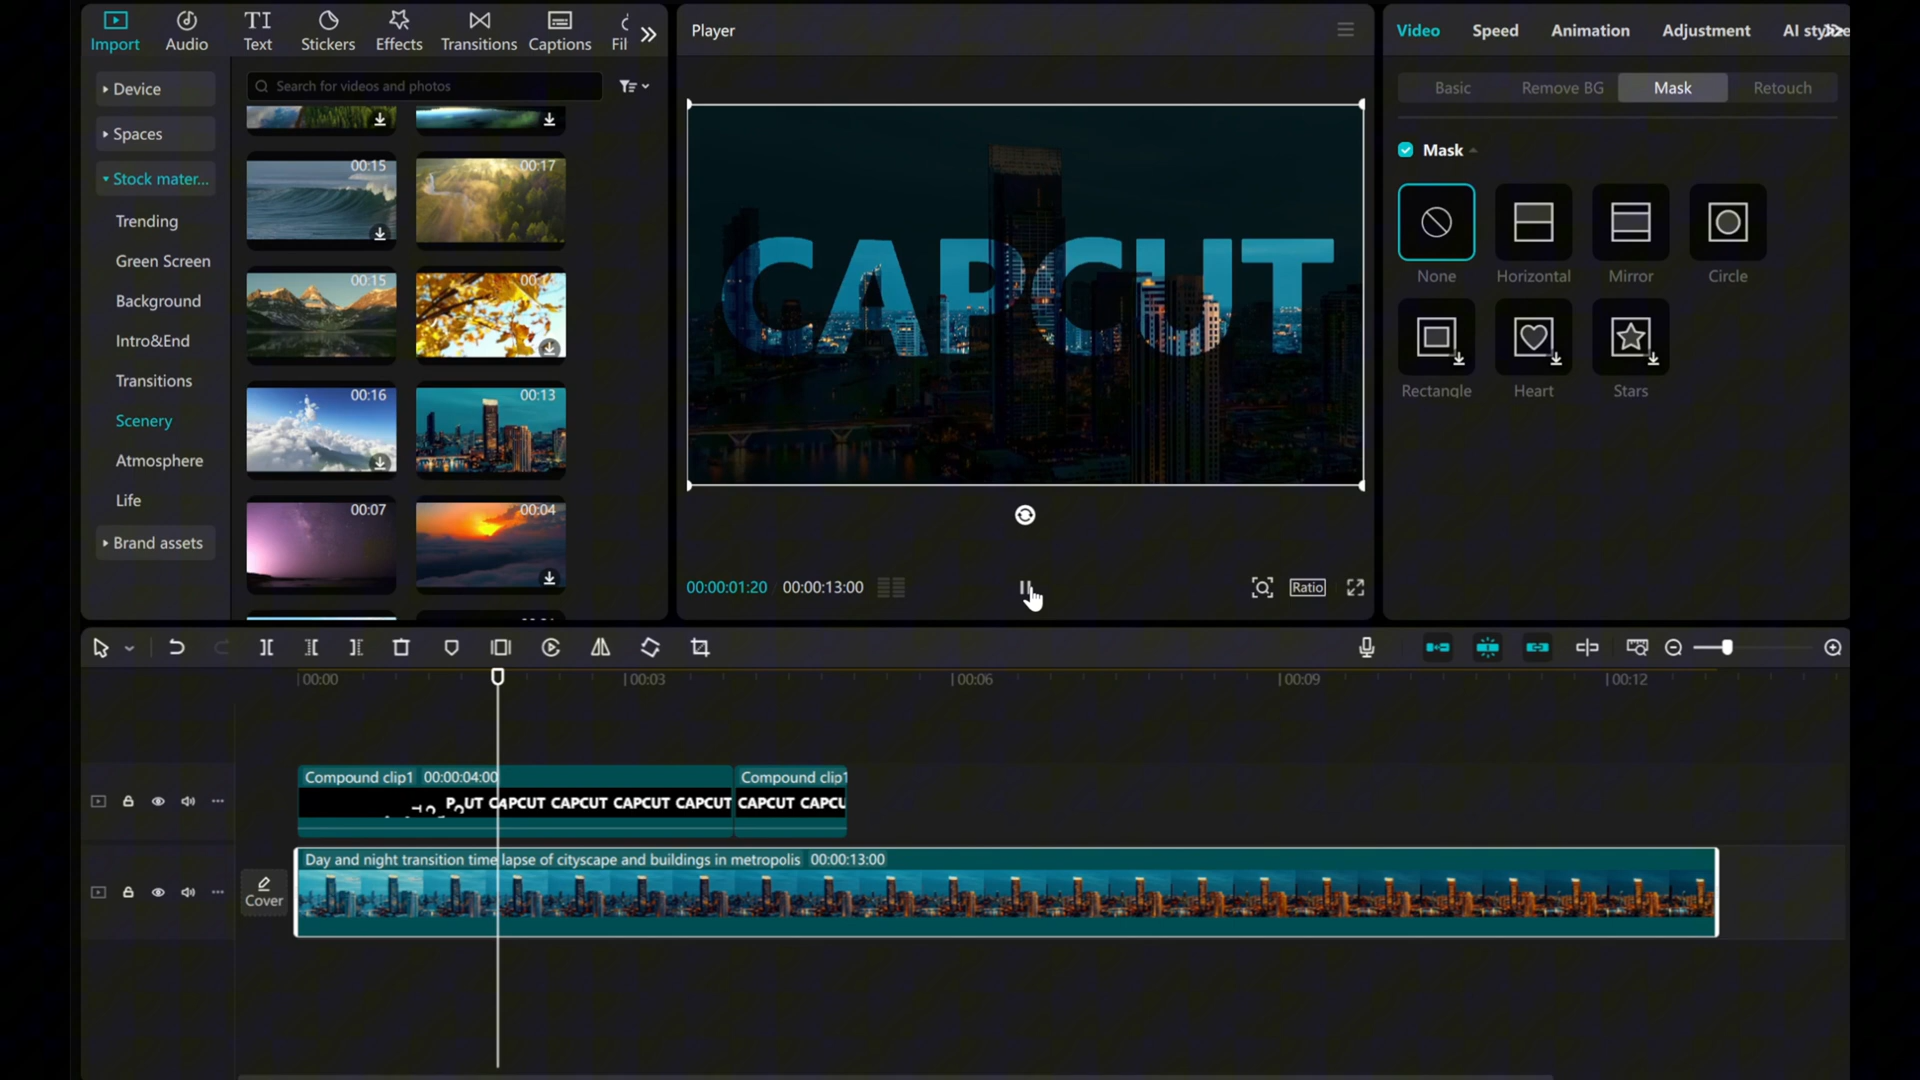 Import
Audio
Text
Stickers
Effects
Transitions
Captions
Fil
Player
Video
Speed
Animation
Adjustment
Device
Spaces
Stock mater...
Trending
Green Screen
Background
Intro&End
Transitions
Scenery
Atmosphere
Life
Brand assets
Search for videos and photos
00:15
00:17
00:15
00:16
00:13
00:07
00:04
CAPCUT
00:00:01:20
00:00:13:00
Ratio
Basic
Remove BG
Mask
Retouch
Mask
None
Horizontal
Mirror
Circle
Rectangle
Heart
Stars
00:00
00:03
00:06
00:09
00:12
Compound clip1 00:00:04:00
Compound clip1
CAPCUT CAPCUT CAPCUT CAPCUT
CAPCUT CAPCU
Cover
Day and night transition time lapse of cityscape and buildings in metropolis 00:00:13:00